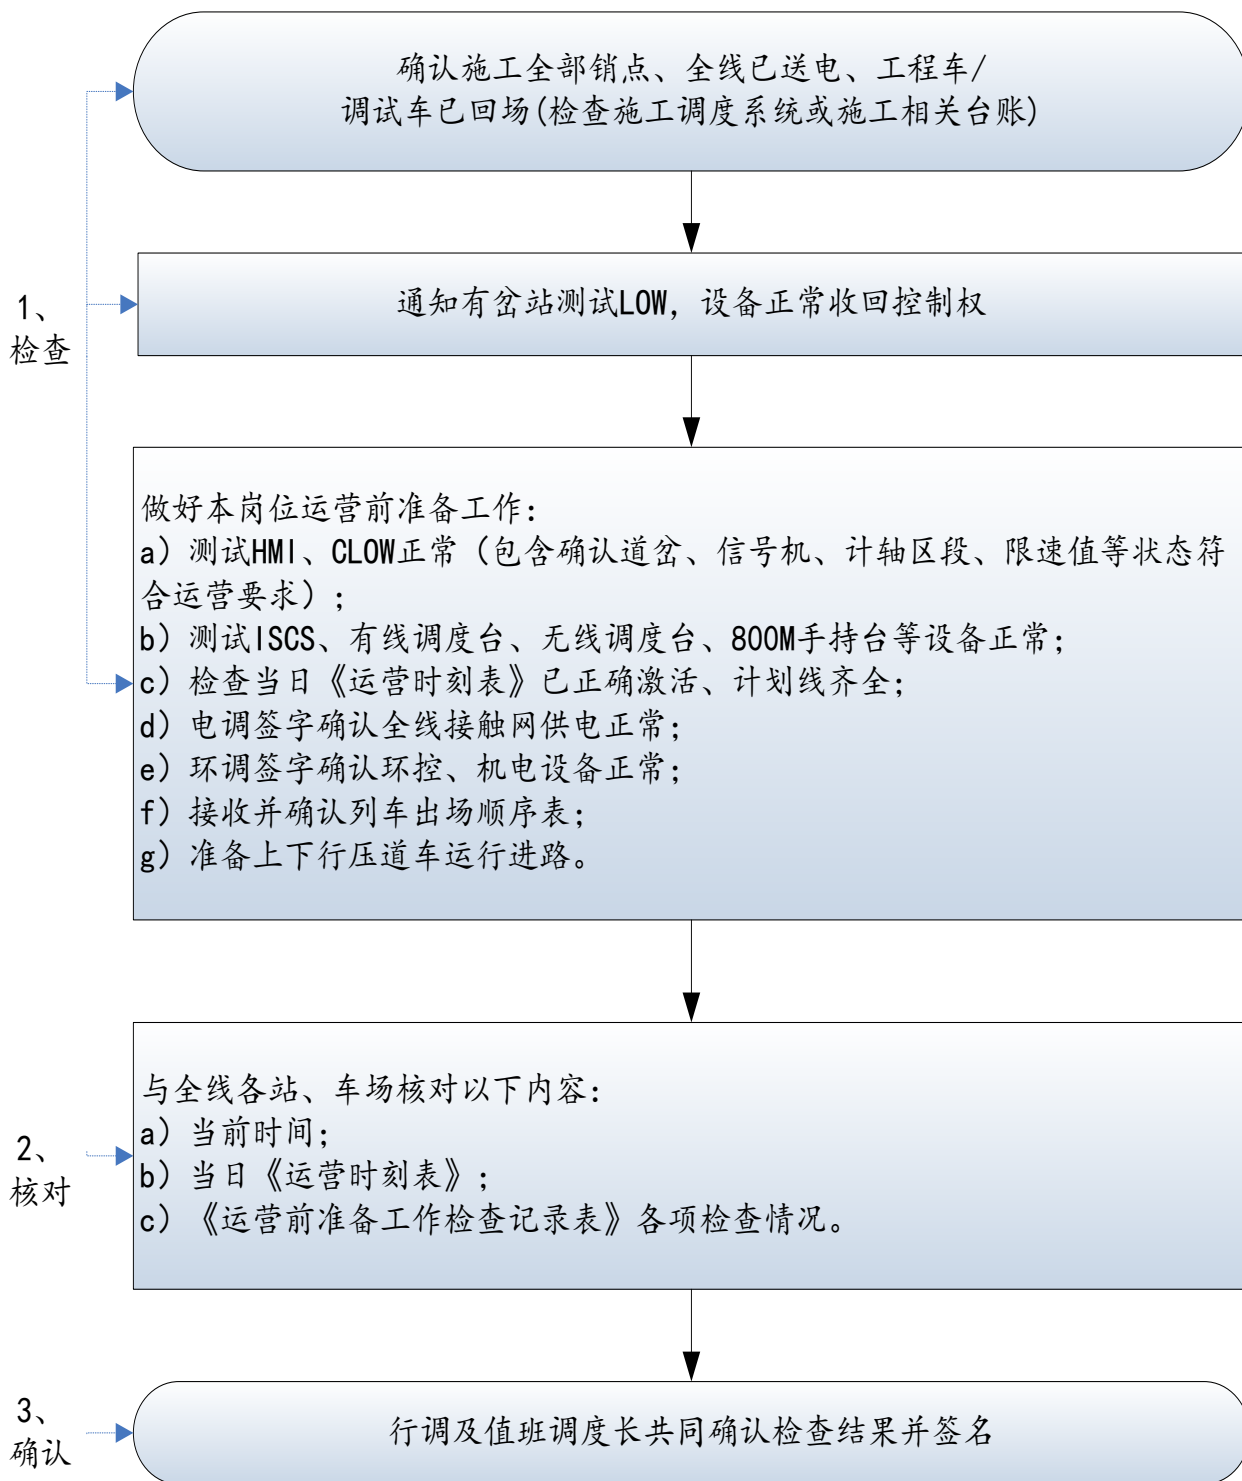 确认施工全部销点、全线已送电、工程车/
调试车已回场(检查施工调度系统或施工相关台账)
1、
检查
通知有岔站测试LOW，设备正常收回控制权
做好本岗位运营前准备工作：
a）测试HMI、CLOW正常（包含确认道岔、信号机、计轴区段、限速值等状态符
合运营要求）；
b）测试ISCS、有线调度台、无线调度台、800M手持台等设备正常；
c）检查当日《运营时刻表》已正确激活、计划线齐全；
d）电调签字确认全线接触网供电正常；
e）环调签字确认环控、机电设备正常；
f）接收并确认列车出场顺序表；
g）准备上下行压道车运行进路。
2、
核对
与全线各站、车场核对以下内容：
a）当前时间；
b）当日《运营时刻表》；
c）《运营前准备工作检查记录表》各项检查情况。
3、
确认
行调及值班调度长共同确认检查结果并签名